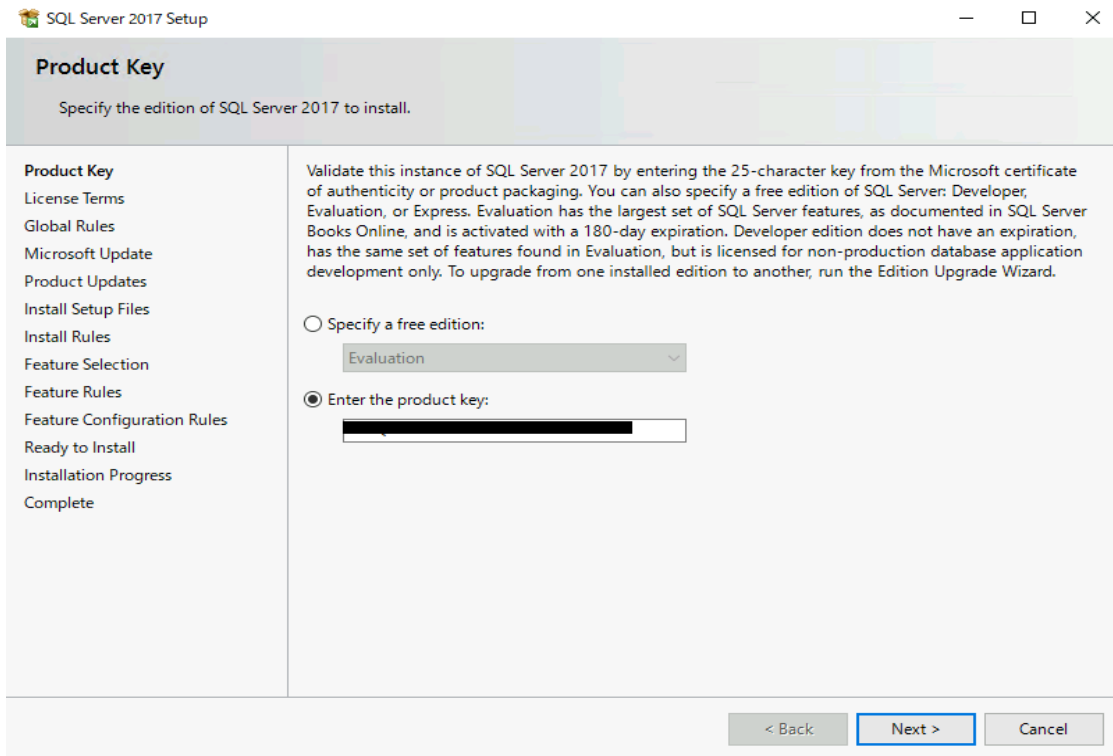 SQL Server 2017 Setup
Product Key
Specify the edition of SQL Server 2017 to install.
Product Key
License Terms
Global Rules
Microsoft Update
Product Updates
Install Setup Files
Install Rules
Feature Selection
Feature Rules
Feature Configuration Rules
Ready to Install
Installation Progress
Complete
Validate this instance of SQL Server 2017 by entering the 25-character key from the Microsoft certificate
of authenticity or product packaging. You can also specify a free edition of SQL Server: Developer,
Evaluation, or Express. Evaluation has the largest set of SQL Server features, as documented in SQL Server
Books Online, and is activated with a 180-day expiration. Developer edition does not have an expiration,
has the same set of features found in Evaluation, but is licensed for non-production database application
development only. To upgrade from one installed edition to another, run the Edition Upgrade Wizard.
Specify a free edition:
Evaluation
Enter the product key:
< Back
Next >
Cancel